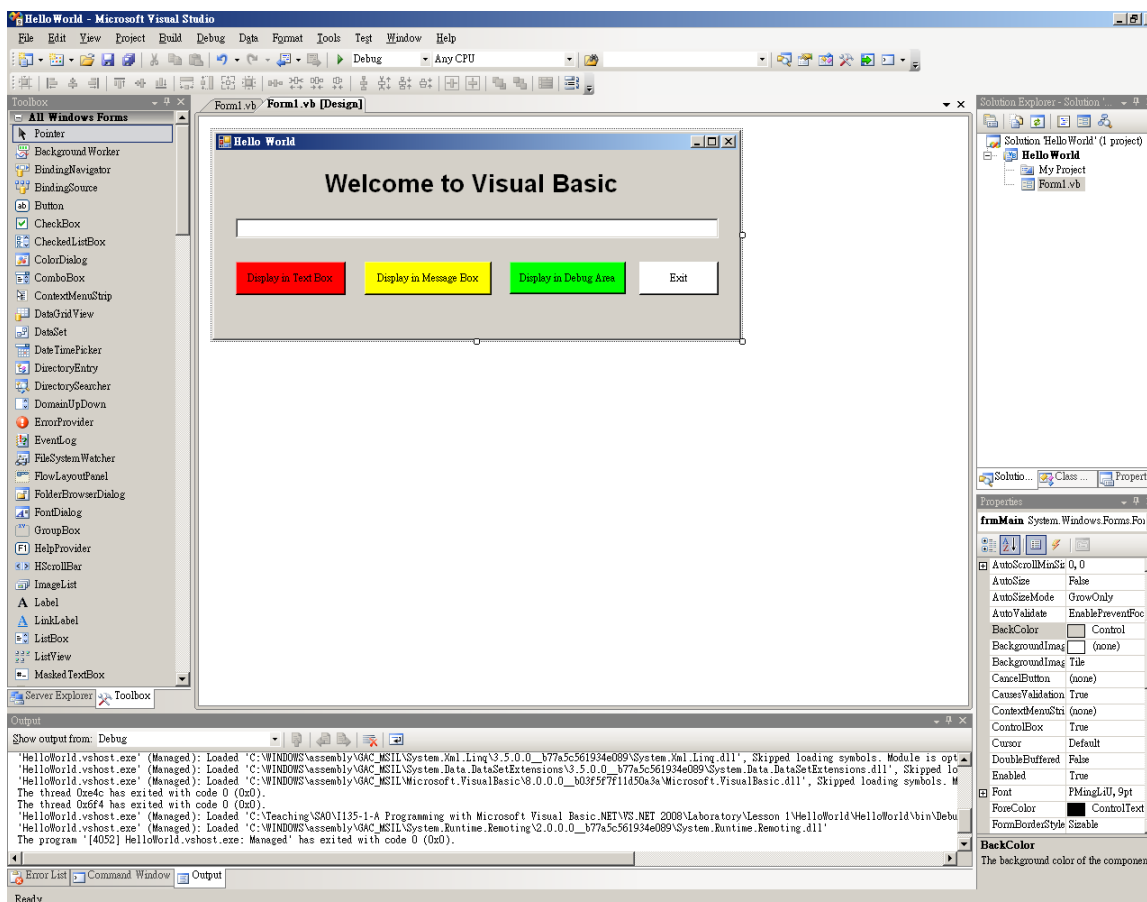 HelloWorld - Microsoft Visual Studio
File Edit View Project Build Debug Data Format Tools Test Window Help
Debug Any CPU
Toolbox
All Windows Forms
Pointer
BackgroundWorker
BindingNavigator
BindingSource
Button
CheckBox
CheckedListBox
ColorDialog
ComboBox
ContextMenuStrip
DataGridView
DataSet
DateTimePicker
DirectoryEntry
DirectorySearcher
DomainUpDown
ErrorProvider
EventLog
FileSystemWatcher
FlowLayoutPanel
FolderBrowserDialog
FontDialog
GroupBox
HelpProvider
HScrollBar
ImageList
Label
LinkLabel
ListBox
ListView
MaskedTextBox
Server Explorer Toolbox
Form1.vb Form1.vb [Design]
Hello World
Welcome to Visual Basic
Display in Text Box Display in Message Box Display in Debug Area Exit
Solution Explorer - Solution '...
Solution 'HelloWorld' (1 project)
HelloWorld
My Project
Form1.vb
Solutio... Class ... Propert
Properties
frmMain System.Windows.Forms.For
AutoScrollMinSiz 0, 0
AutoSize False
AutoSizeMode GrowOnly
AutoValidate EnablePreventFoc
BackColor Control
BackgroundImag (none)
BackgroundImag Tile
CancelButton (none)
CausesValidation True
ContextMenuStri (none)
ControlBox True
Cursor Default
DoubleBuffered False
Enabled True
Font PMingLiU, 9pt
ForeColor ControlText
FormBorderStyle Sizable
BackColor
The background color of the componen
Output
Show output from: Debug
'HelloWorld.vshost.exe' (Managed): Loaded 'C:\WINDOWS\assembly\GAC_MSIL\System.Xml.Linq\3.5.0.0__b77a5c561934e089\System.Xml.Linq.dll', Skipped loading symbols. Module is opt
'HelloWorld.vshost.exe' (Managed): Loaded 'C:\WINDOWS\assembly\GAC_MSIL\System.Data.DataSetExtensions\3.5.0.0__b77a5c561934e089\System.Data.DataSetExtensions.dll', Skipped lo
'HelloWorld.vshost.exe' (Managed): Loaded 'C:\WINDOWS\assembly\GAC_MSIL\Microsoft.VisualBasic\8.0.0.0__b03f5f7f11d50a3a\Microsoft.VisualBasic.dll', Skipped loading symbols. M
The thread 0xe4c has exited with code 0 (0x0).
The thread 0x6f4 has exited with code 0 (0x0).
'HelloWorld.vshost.exe' (Managed): Loaded 'C:\Teaching\SAO\I135-1-A Programming with Microsoft Visual Basic.NET\VS.NET 2008\Laboratory\Lesson 1\HelloWorld\HelloWorld\bin\Debu
'HelloWorld.vshost.exe' (Managed): Loaded 'C:\WINDOWS\assembly\GAC_MSIL\System.Runtime.Remoting\2.0.0.0__b77a5c561934e089\System.Runtime.Remoting.dll'
The program '[4052] HelloWorld.vshost.exe: Managed' has exited with code 0 (0x0).
Error List Command Window Output
Ready